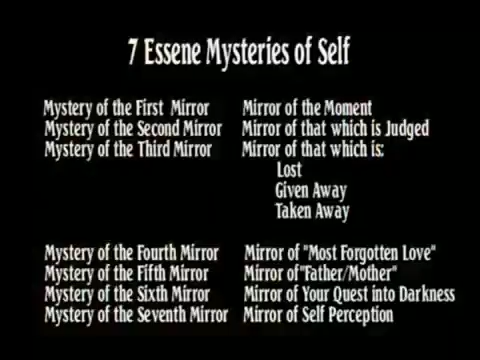 7 Essene Mysteries of Self
Mystery of the First Mirror Mirror of the Moment
Mystery of the Second Mirror Mirror of that which is Judged
Mystery of the Third Mirror Mirror of that which is:
Lost
Given Away
Taken Away
Mystery of the Fourth Mirror Mirror of "Most Forgotten Love"
Mystery of the Fifth Mirror Mirror of"Father/Mother"
Mystery of the Sixth Mirror Mirror of Your Quest into Darkness
Mystery of the Seventh Mirror Mirror of Self Perception